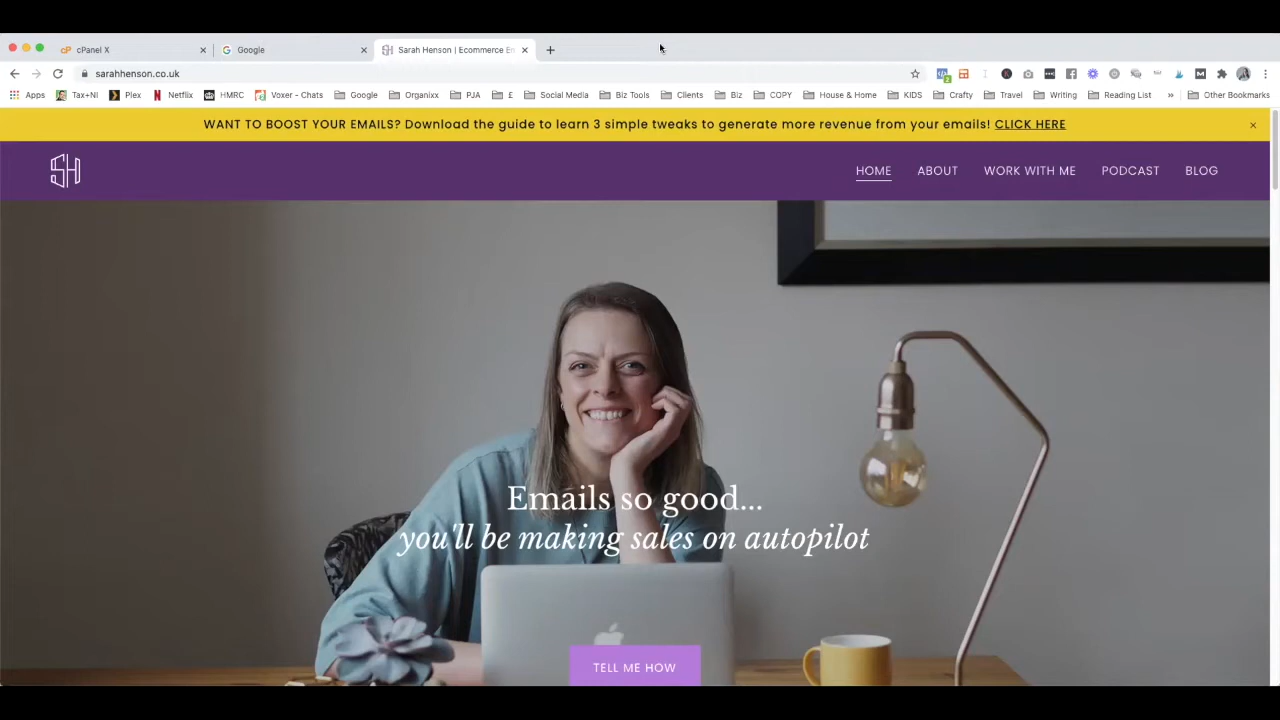 cPanel X
Google
Sarah Henson | Ecommerce En
sarahhenson.co.uk
Apps Tax+NI Plex Netflix HMRC Voxer - Chats Google Organixx PJA £ Social Media Biz Tools Clients Biz COPY House & Home KIDS Crafty Travel Writing Reading List » Other Bookmarks
WANT TO BOOST YOUR EMAILS? Download the guide to learn 3 simple tweaks to generate more revenue from your emails! CLICK HERE
SH
HOME ABOUT WORK WITH ME PODCAST BLOG
Emails so good...
you'll be making sales on autopilot
TELL ME HOW